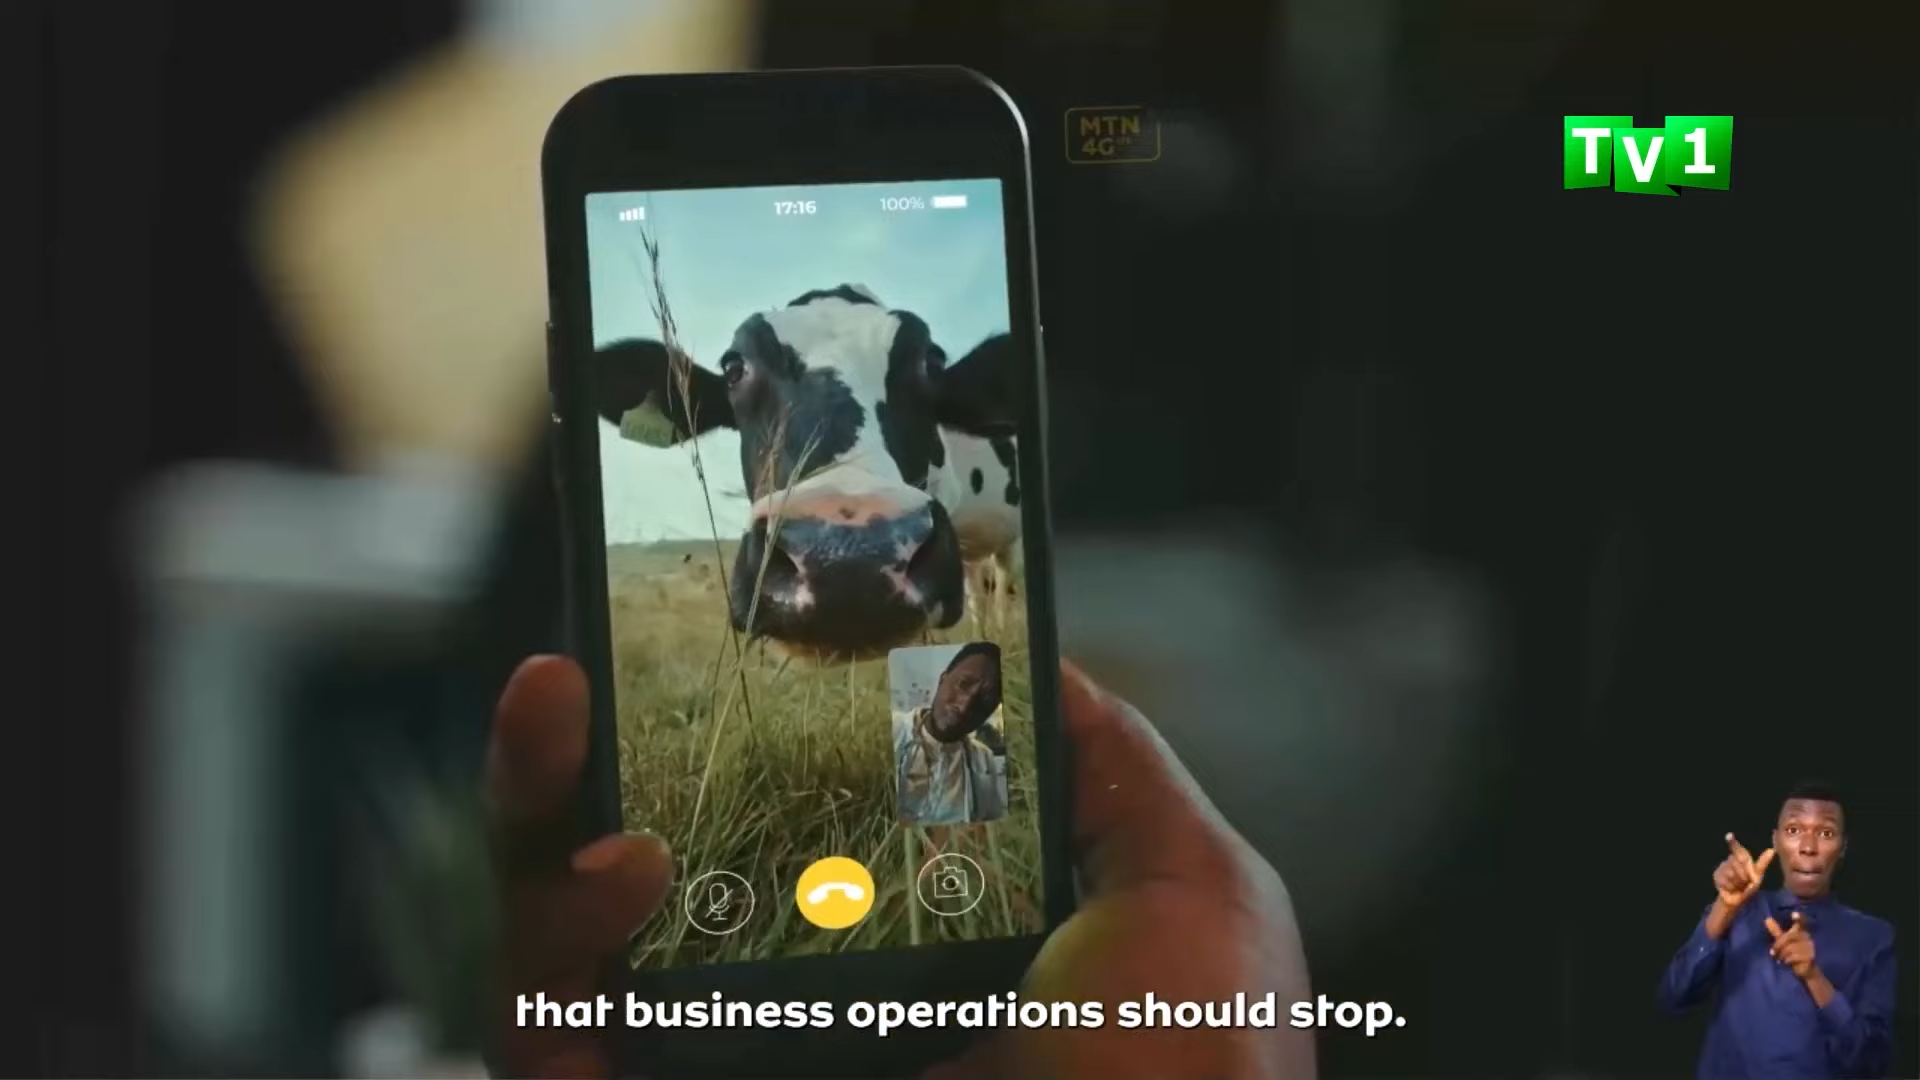 MTN
4G
TV1
17:16
100%
that business operations should stop.